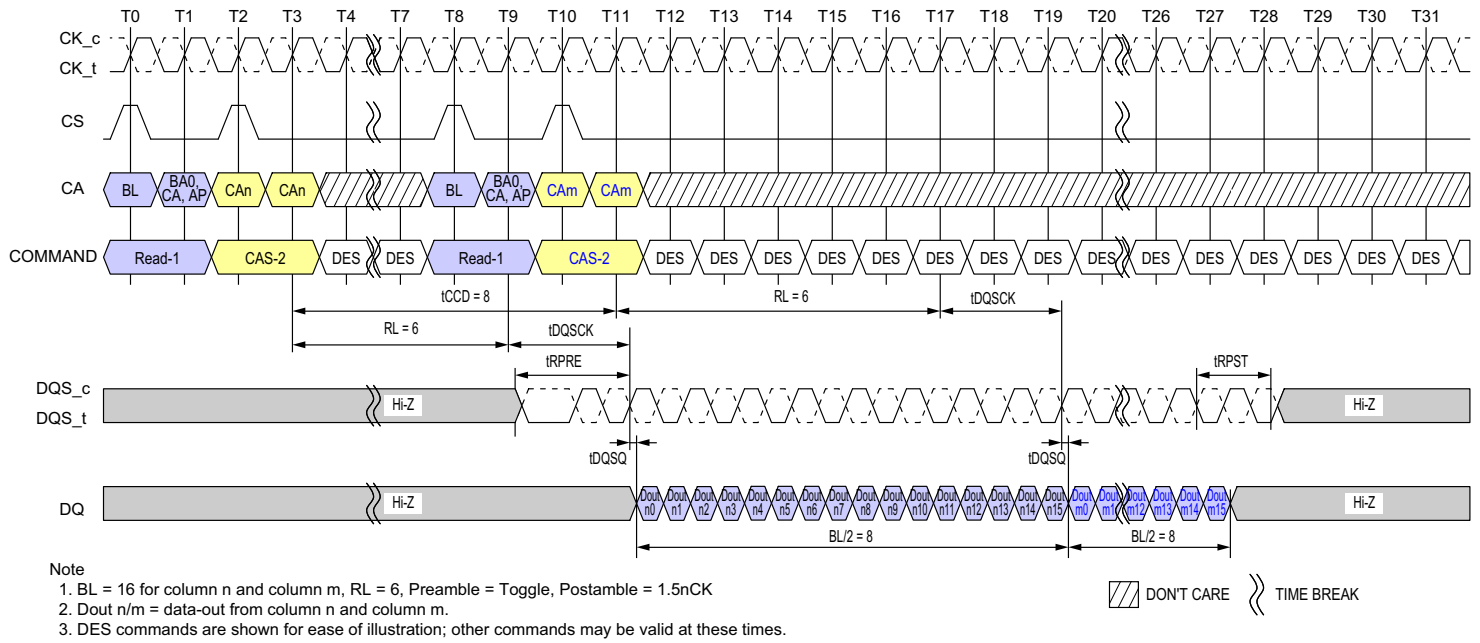 T0 T1 T2 T3 T4 T7 T8 T9 T10 T11 T12 T13 T14 T15 T16 T17 T18 T19 T20 T26 T27 T28 T29 T30 T31
CK_c
CK_t
CS
CA BL BA0, CA, AP CAn CAn BL BA0, CA, AP CAm CAm
COMMAND Read-1 CAS-2 DES DES Read-1 CAS-2 DES DES DES DES DES DES DES DES DES DES DES DES DES DES DES
tCCD = 8 RL = 6 tDQSCK
RL = 6 tDQSCK
tRPRE tRPST
DQS_c
DQS_t
Hi-Z Hi-Z
tDQSQ tDQSQ
DQ Hi-Z Dout n0 Dout n1 Dout n2 Dout n3 Dout n4 Dout n5 Dout n6 Dout n7 Dout n8 Dout n9 Dout n10 Dout n11 Dout n12 Dout n13 Dout n14 Dout n15 Dout m0 Dout m1 Dout m12 Dout m13 Dout m14 Dout m15 Hi-Z
BL/2 = 8 BL/2 = 8
Note
1. BL = 16 for column n and column m, RL = 6, Preamble = Toggle, Postamble = 1.5nCK
2. Dout n/m = data-out from column n and column m.
3. DES commands are shown for ease of illustration; other commands may be valid at these times.
DON'T CARE TIME BREAK